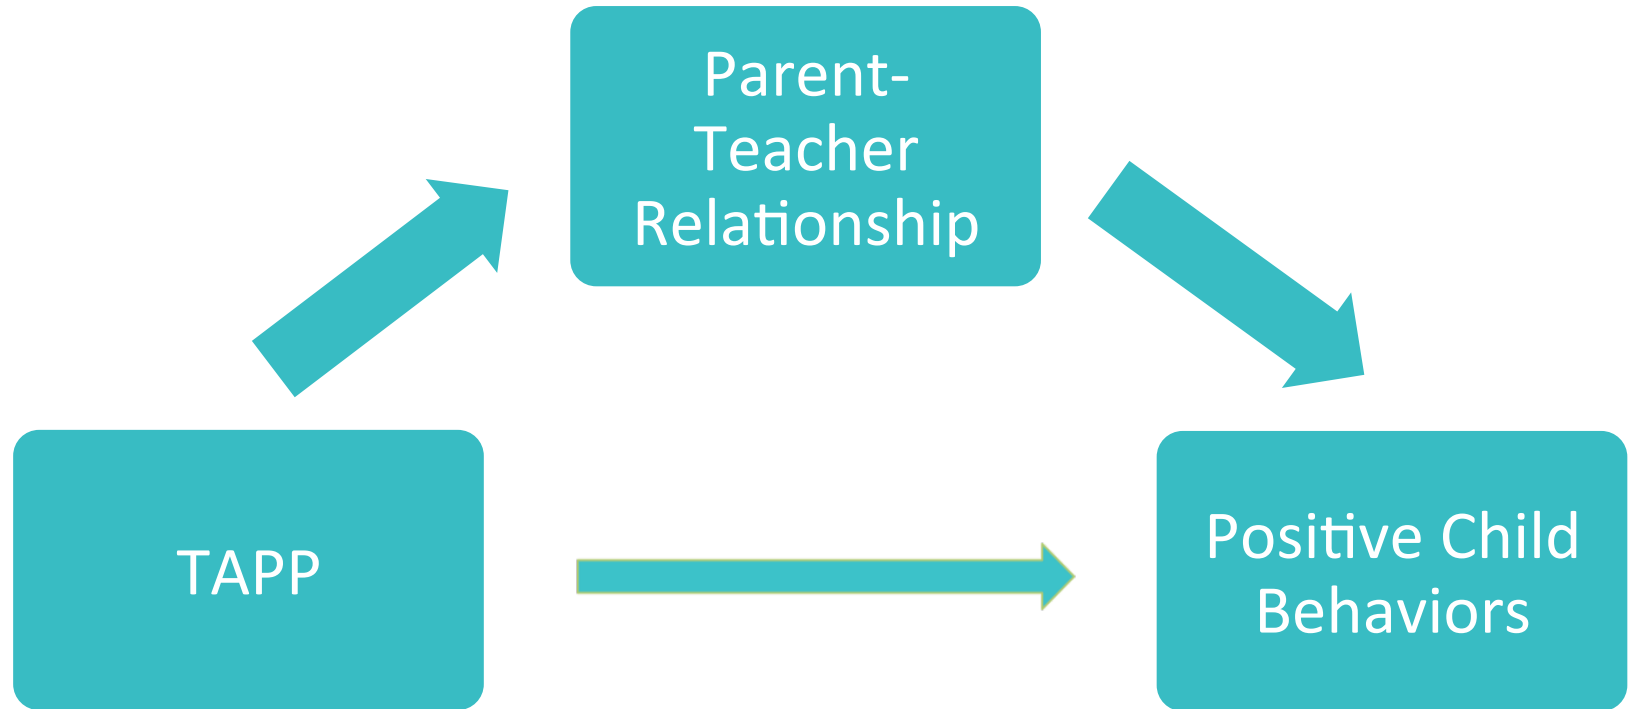 Parent-
Teacher
Relationship
TAPP
Positive Child
Behaviors